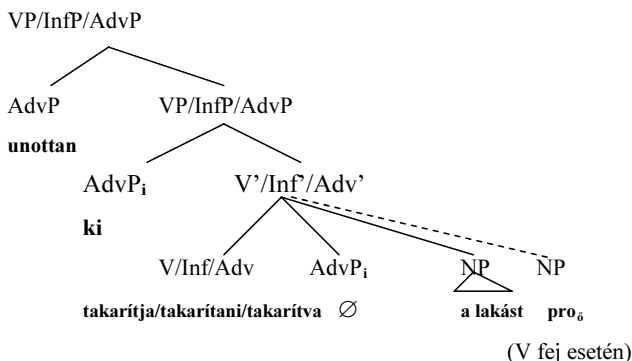 VP/InfP/AdvP
AdvP VP/InfP/AdvP
unottan
AdvPi V’/Inf’/Adv’
ki
V/Inf/Adv AdvPi NP NP
takarítja/takarítani/takarítva ∅ a lakást proő
(V fej esetén)